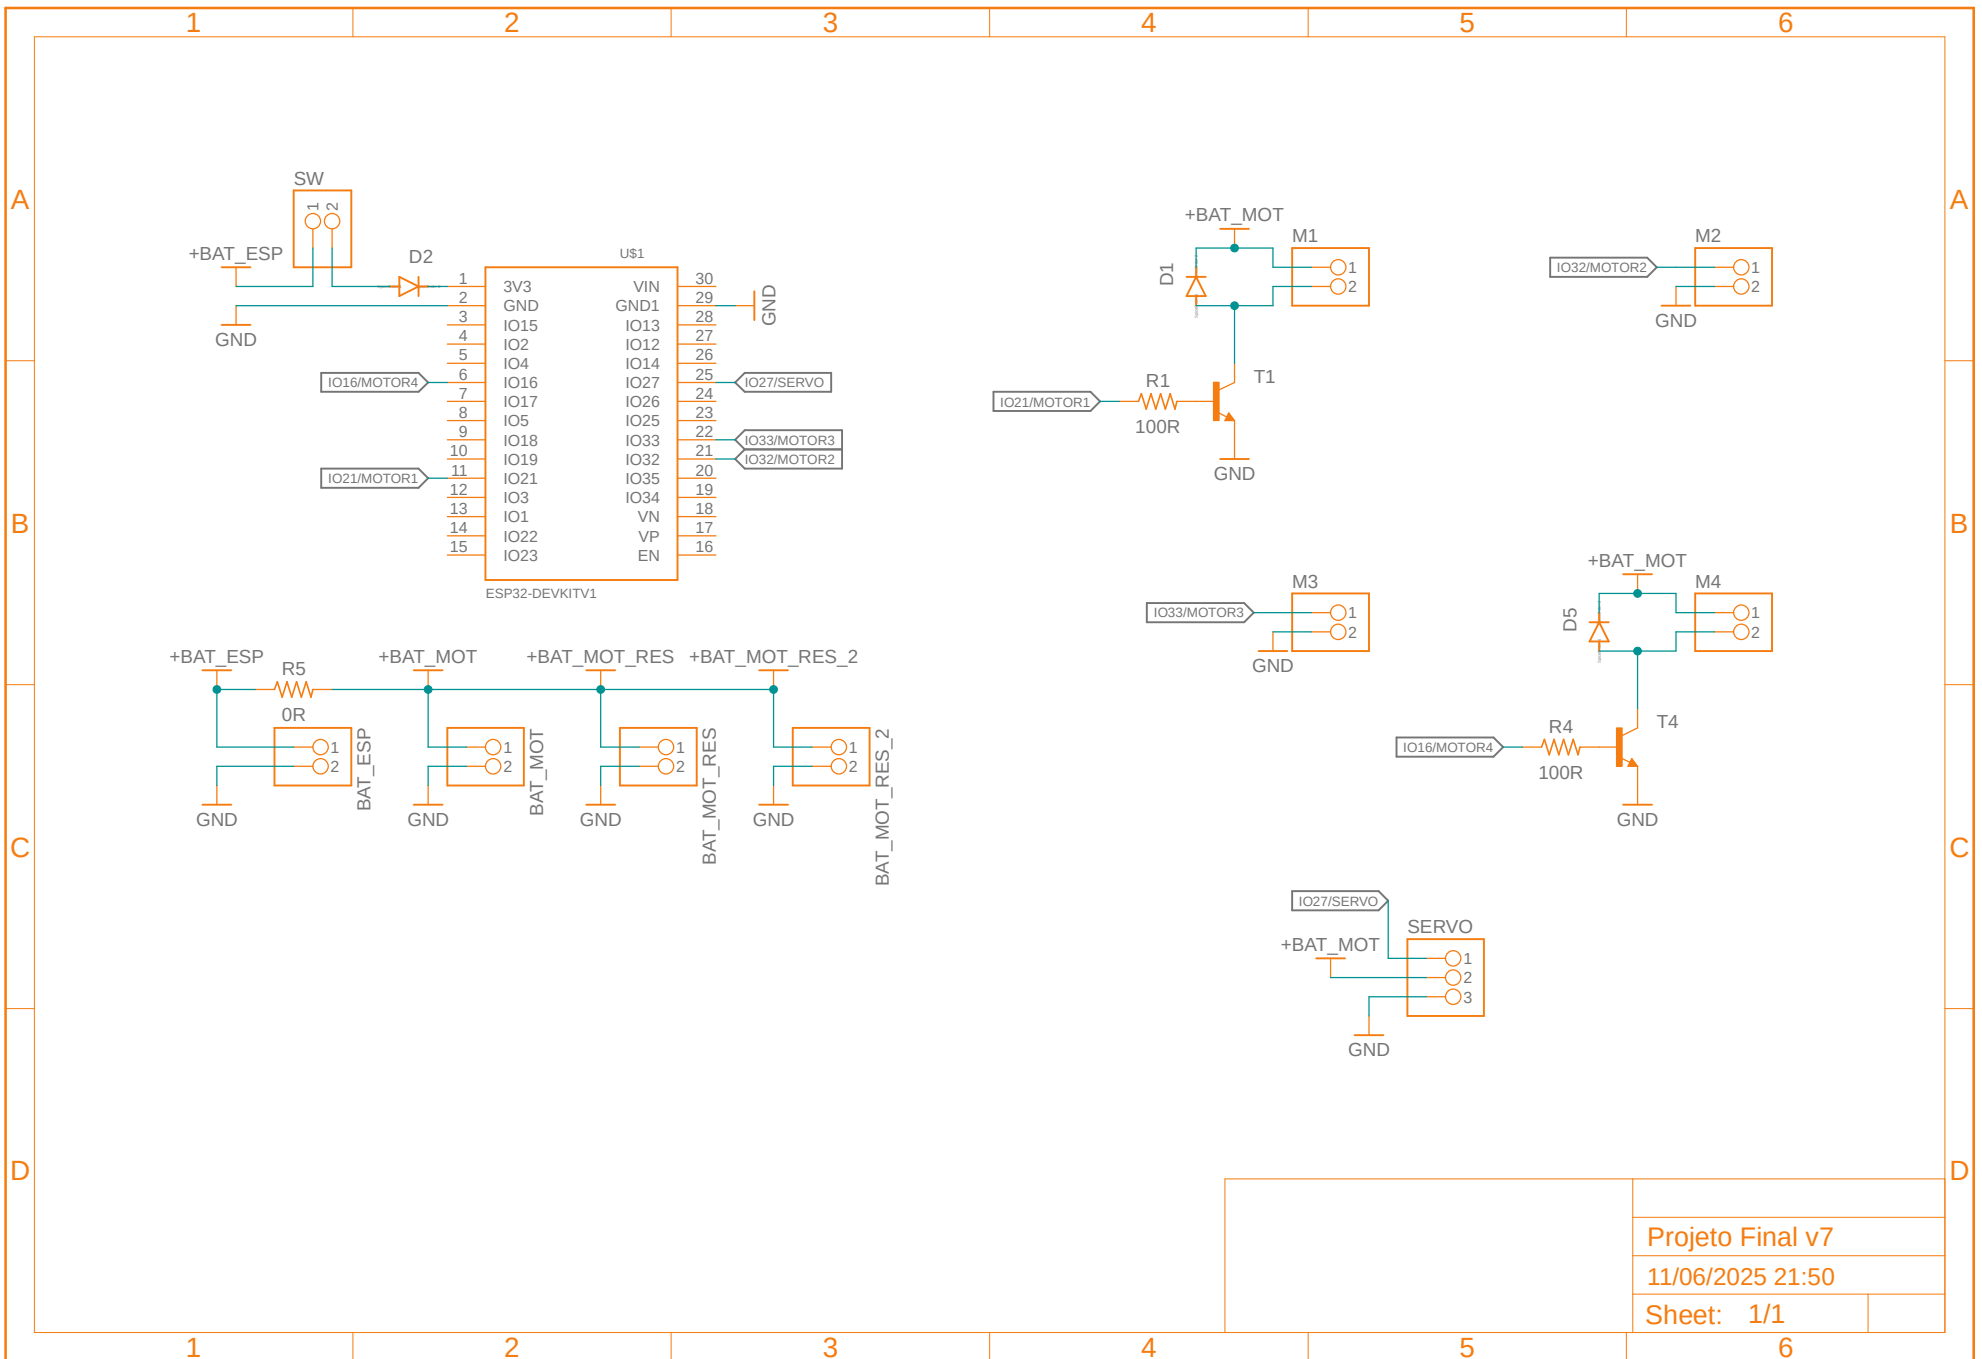 1 2 3 4 5 6
A A
SW
1 2
+BAT_ESP
D2
GND
U$1
1 3V3 VIN 30
2 GND GND1 29
3 IO15 IO13 28
4 IO2 IO12 27
5 IO4 IO14 26
6 IO16 IO27 25
7 IO17 IO26 24
8 IO5 IO25 23
9 IO18 IO33 22
10 IO19 IO32 21
11 IO21 IO35 20
12 IO3 IO34 19
13 IO1 VN 18
14 IO22 VP 17
15 IO23 EN 16
ESP32-DEVKITV1
GND
IO16/MOTOR4
IO21/MOTOR1
IO27/SERVO
IO33/MOTOR3
IO32/MOTOR2
+BAT_MOT
M1
D1
1
2
T1
IO21/MOTOR1
R1
100R
GND
M2
IO32/MOTOR2
1
2
GND
B B
M3
IO33/MOTOR3
1
2
GND
+BAT_MOT
M4
D5
1
2
T4
IO16/MOTOR4
R4
100R
GND
+BAT_ESP
R5
0R
+BAT_MOT
+BAT_MOT_RES
+BAT_MOT_RES_2
1
2
BAT_ESP
GND
1
2
BAT_MOT
GND
1
2
BAT_MOT_RES
GND
1
2
BAT_MOT_RES_2
GND
C C
IO27/SERVO
SERVO
+BAT_MOT
1
2
3
GND
D D
Projeto Final v7
11/06/2025 21:50
Sheet: 1/1
1 2 3 4 5 6